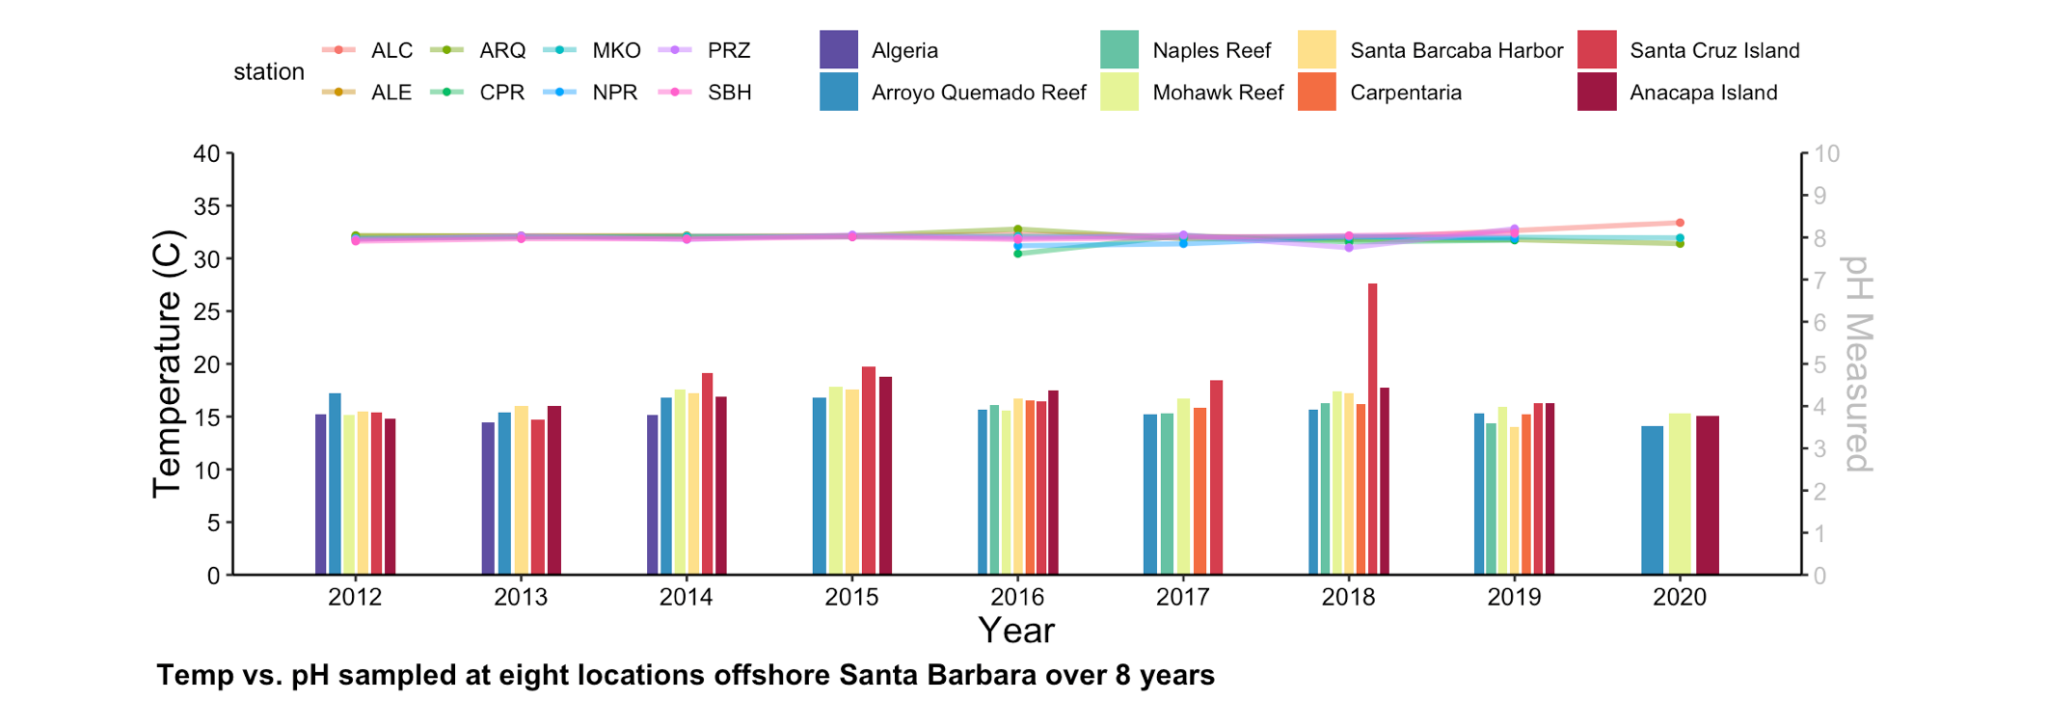 station
ALC ARQ MKO PRZ
ALE CPR NPR SBH
Algeria Naples Reef Santa Barcaba Harbor Santa Cruz Island
Arroyo Quemado Reef Mohawk Reef Carpentaria Anacapa Island
Temperature (C)
40
35
30
25
20
15
10
5
0
10
9
8
7
6
5
4
3
2
1
0
pH Measured
2012 2013 2014 2015 2016 2017 2018 2019 2020
Year
Temp vs. pH sampled at eight locations offshore Santa Barbara over 8 years